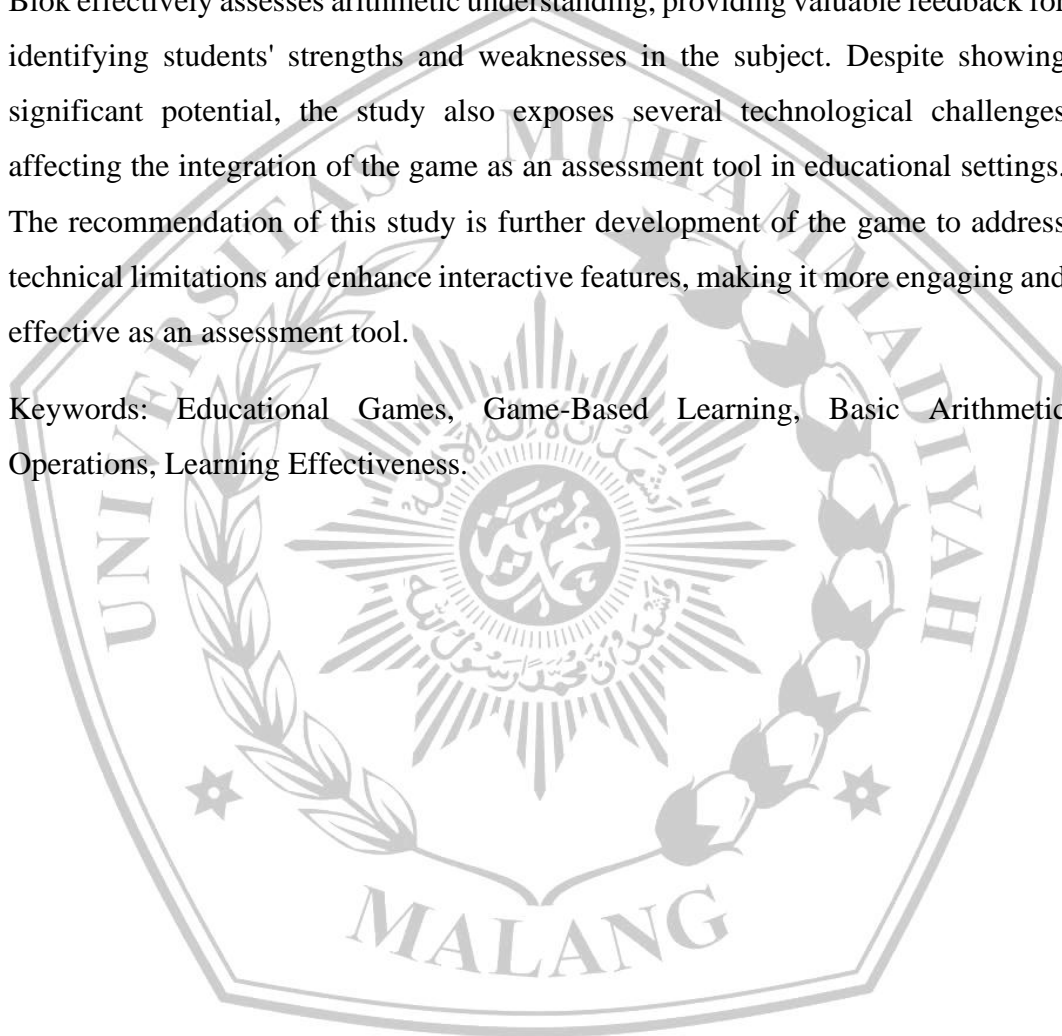 Blok effectively assesses arithmetic understanding, providing valuable feedback for
identifying students' strengths and weaknesses in the subject. Despite showing
significant potential, the study also exposes several technological challenges
affecting the integration of the game as an assessment tool in educational settings.
The recommendation of this study is further development of the game to address
technical limitations and enhance interactive features, making it more engaging and
effective as an assessment tool.
Keywords: Educational Games, Game-Based Learning, Basic Arithmetic
Operations, Learning Effectiveness.
UNIVERSITAS MUHAMMADIYAH
MALANG